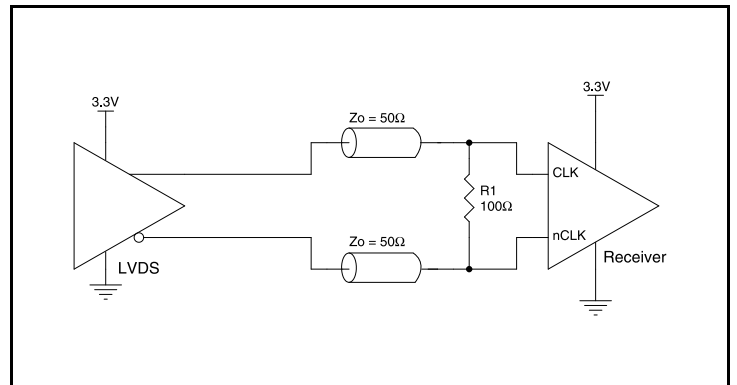 3.3V
3.3V
Zo = 50Ω
CLK
R1
100Ω
nCLK
Zo = 50Ω
LVDS
Receiver